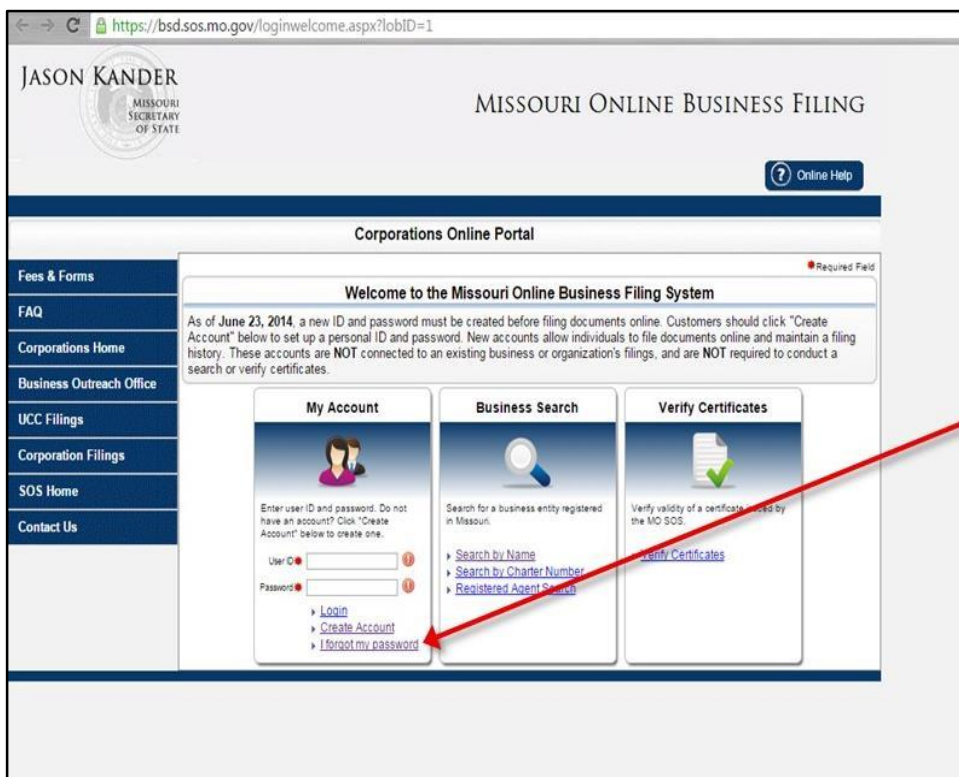 https://bsd.sos.mo.gov/loginwelcome.aspx?lobID=1
JASON KANDER
MISSOURI
SECRETARY
OF STATE
MISSOURI ONLINE BUSINESS FILING
? Online Help
Corporations Online Portal
Fees & Forms
FAQ
Corporations Home
Business Outreach Office
UCC Filings
Corporation Filings
SOS Home
Contact Us
Required Field
Welcome to the Missouri Online Business Filing System
As of June 23, 2014, a new ID and password must be created before filing documents online. Customers should click "Create
Account" below to set up a personal ID and password. New accounts allow individuals to file documents online and maintain a filing
history. These accounts are NOT connected to an existing business or organization's filings, and are NOT required to conduct a
search or verify certificates.
My Account
Enter user ID and password. Do not
have an account? Click "Create
Account" below to create one.
User ID
Password
Login
Create Account
I forgot my password
Business Search
Search for a business entity registered
in Missouri.
Search by Name
Search by Charter Number
Registered Agent Search
Verify Certificates
Verify validity of a certificate issued by
the MO SOS.
Verify Certificates